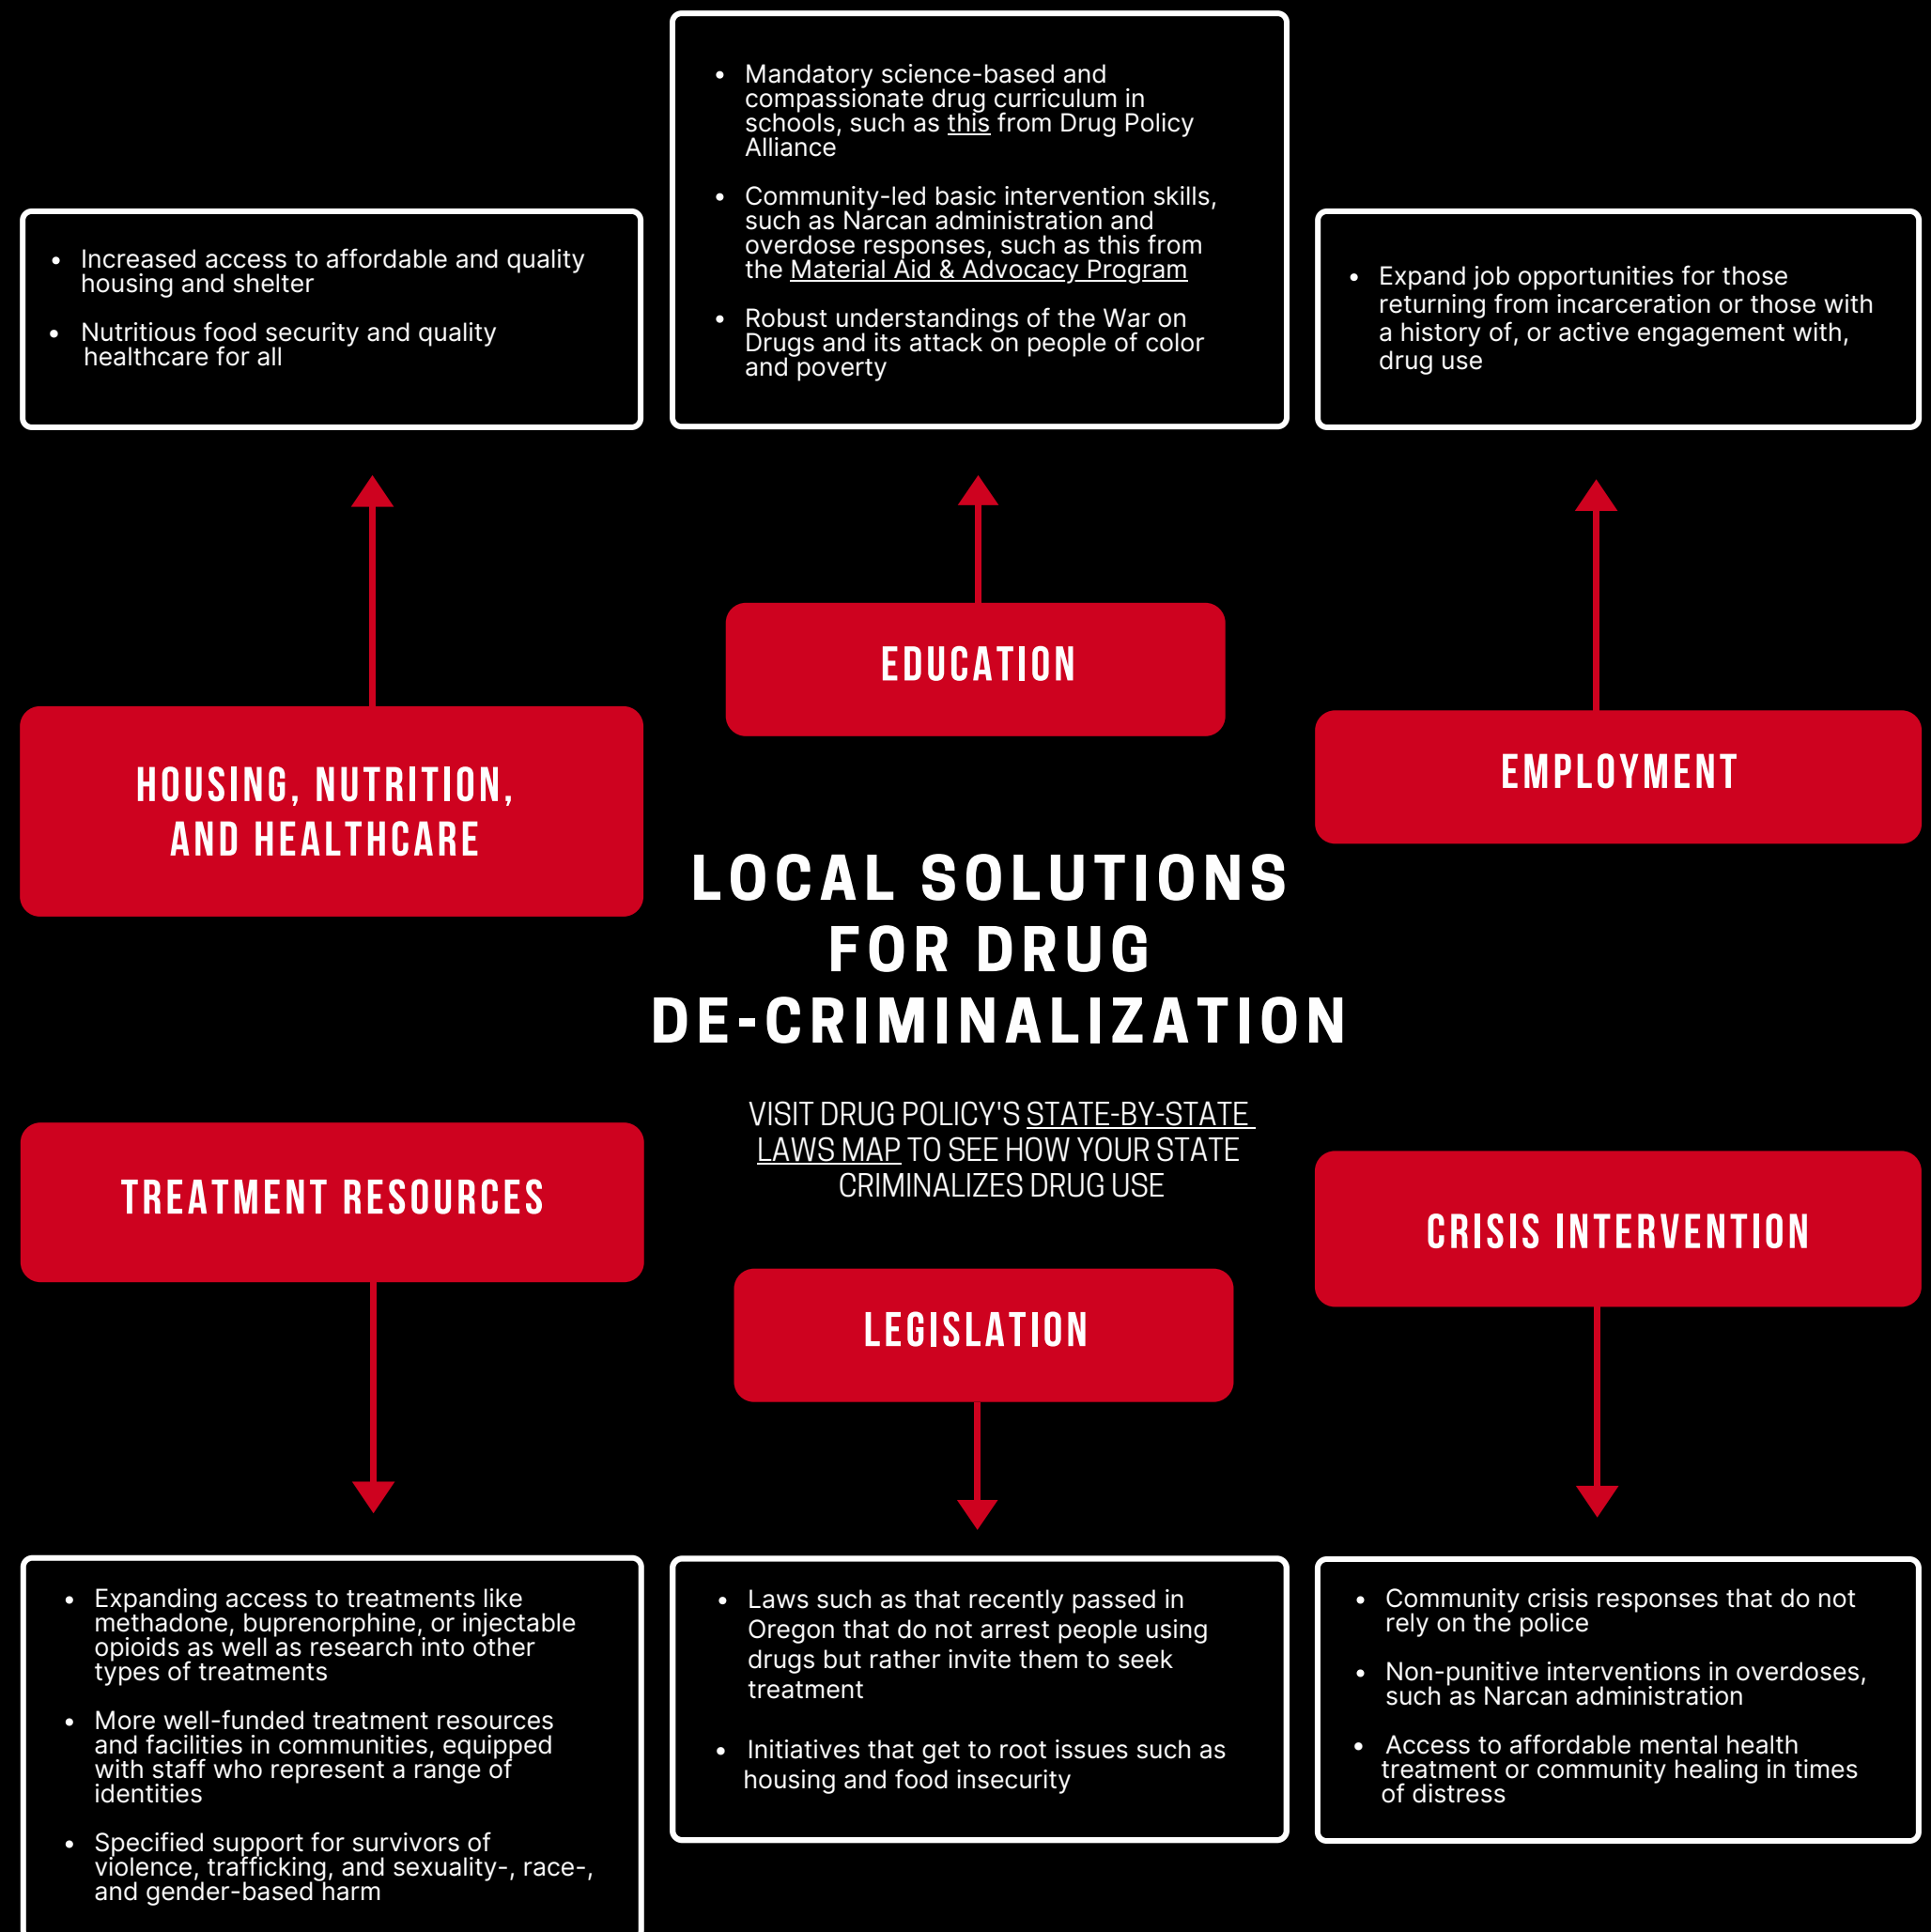 • Mandatory science-based and
compassionate drug curriculum in
schools, such as this from Drug Policy
Alliance
• Community-led basic intervention skills,
such as Narcan administration and
overdose responses, such as this from
the Material Aid & Advocacy Program
• Robust understandings of the War on
Drugs and its attack on people of color
and poverty
• Increased access to affordable and quality
housing and shelter
• Nutritious food security and quality
healthcare for all
• Expand job opportunities for those
returning from incarceration or those with
a history of, or active engagement with,
drug use
EDUCATION
HOUSING, NUTRITION,
AND HEALTHCARE
EMPLOYMENT
LOCAL SOLUTIONS
FOR DRUG
DE-CRIMINALIZATION
VISIT DRUG POLICY'S STATE-BY-STATE
LAWS MAP TO SEE HOW YOUR STATE
CRIMINALIZES DRUG USE
TREATMENT RESOURCES
LEGISLATION
CRISIS INTERVENTION
• Expanding access to treatments like
methadone, buprenorphine, or injectable
opioids as well as research into other
types of treatments
• More well-funded treatment resources
and facilities in communities, equipped
with staff who represent a range of
identities
• Specified support for survivors of
violence, trafficking, and sexuality-, race-,
and gender-based harm
• Laws such as that recently passed in
Oregon that do not arrest people using
drugs but rather invite them to seek
treatment
• Initiatives that get to root issues such as
housing and food insecurity
• Community crisis responses that do not
rely on the police
• Non-punitive interventions in overdoses,
such as Narcan administration
• Access to affordable mental health
treatment or community healing in times
of distress